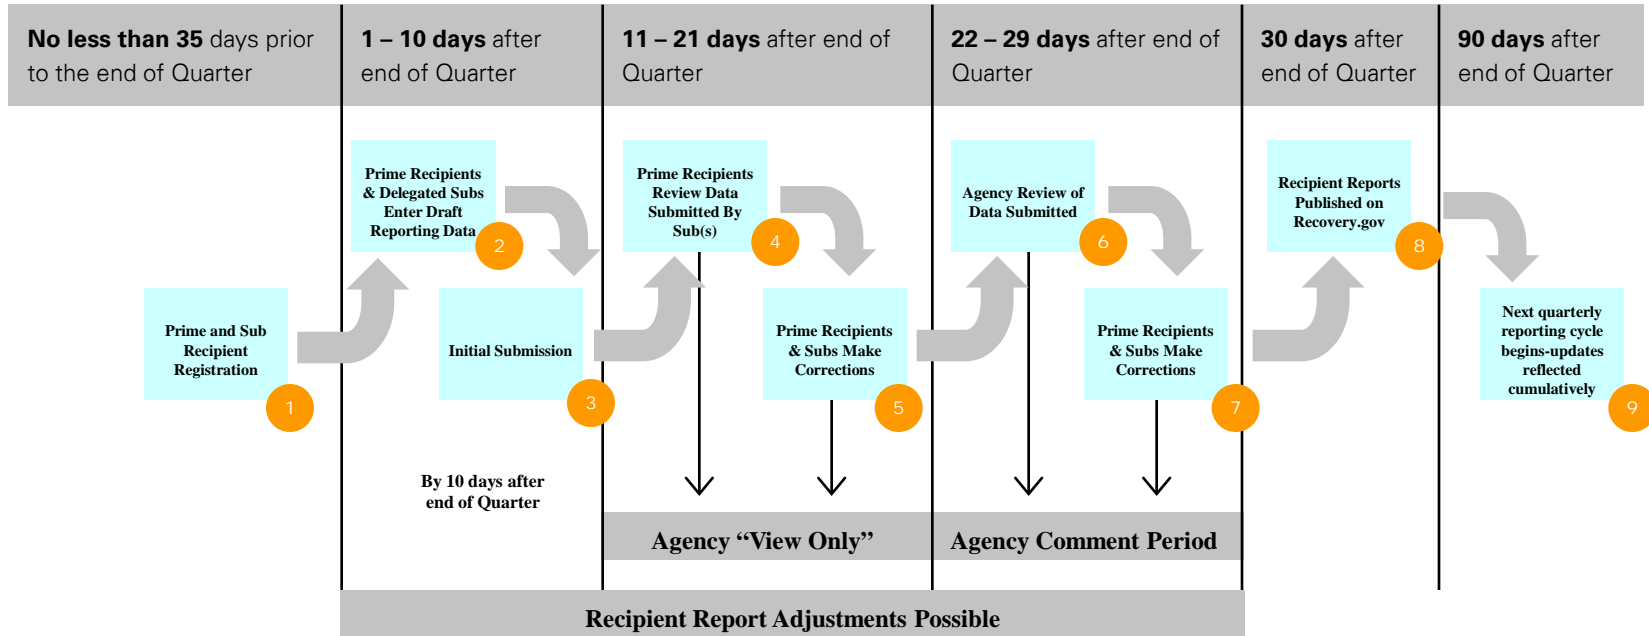 No less than 35 days prior
to the end of Quarter
1 – 10 days after
end of Quarter
11 – 21 days after end of
Quarter
22 – 29 days after end of
Quarter
30 days after
end of Quarter
90 days after
end of Quarter
Prime and Sub
Recipient
Registration
1
Prime Recipients
& Delegated Subs
Enter Draft
Reporting Data
2
Initial Submission
3
By 10 days after
end of Quarter
Prime Recipients
Review Data
Submitted By
Sub(s)
4
Prime Recipients
& Subs Make
Corrections
5
Agency Review of
Data Submitted
6
Prime Recipients
& Subs Make
Corrections
7
Recipient Reports
Published on
Recovery.gov
8
Next quarterly
reporting cycle
begins-updates
reflected
cumulatively
9
Agency “View Only”
Agency Comment Period
Recipient Report Adjustments Possible